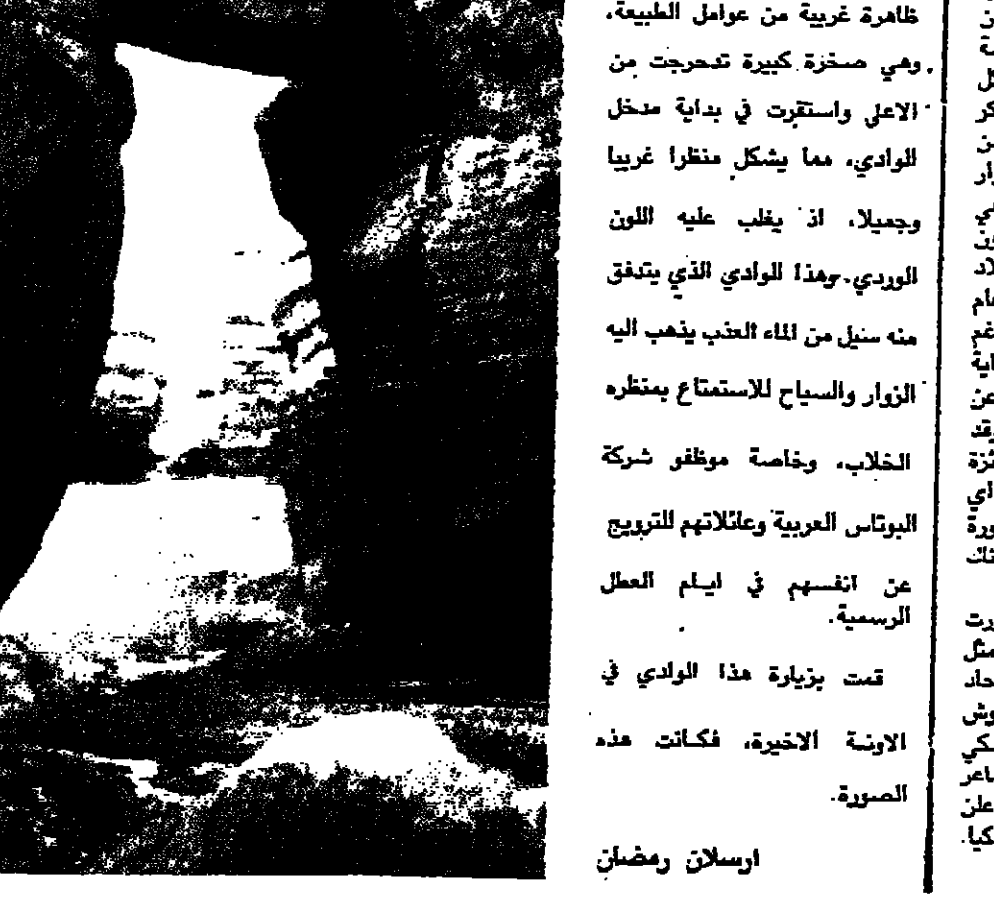 ظاهرة غريبة من عوامل الطبيعة،
وهي صخرة كبيرة تدحرجت من
الاعلى واستقرت في بداية مدخل
الوادي، مما يشكل منظرا غريبا
وجميلا، اذ يغلب عليه اللون
الوردي. وهذا الوادي الذي يتدفق
منه سيل من الماء العذب يذهب اليه
الزوار والسياح للاستمتاع بمنظره
الخلاب، وخاصة موظفو شركة
البوتاس العربية وعائلاتهم للترويج
عن انفسهم في ايام العطل
الرسمية.
قمت بزيارة هذا الوادي في
الاونة الاخيرة، فكانت هذه
الصورة.
ارسلان رمضان